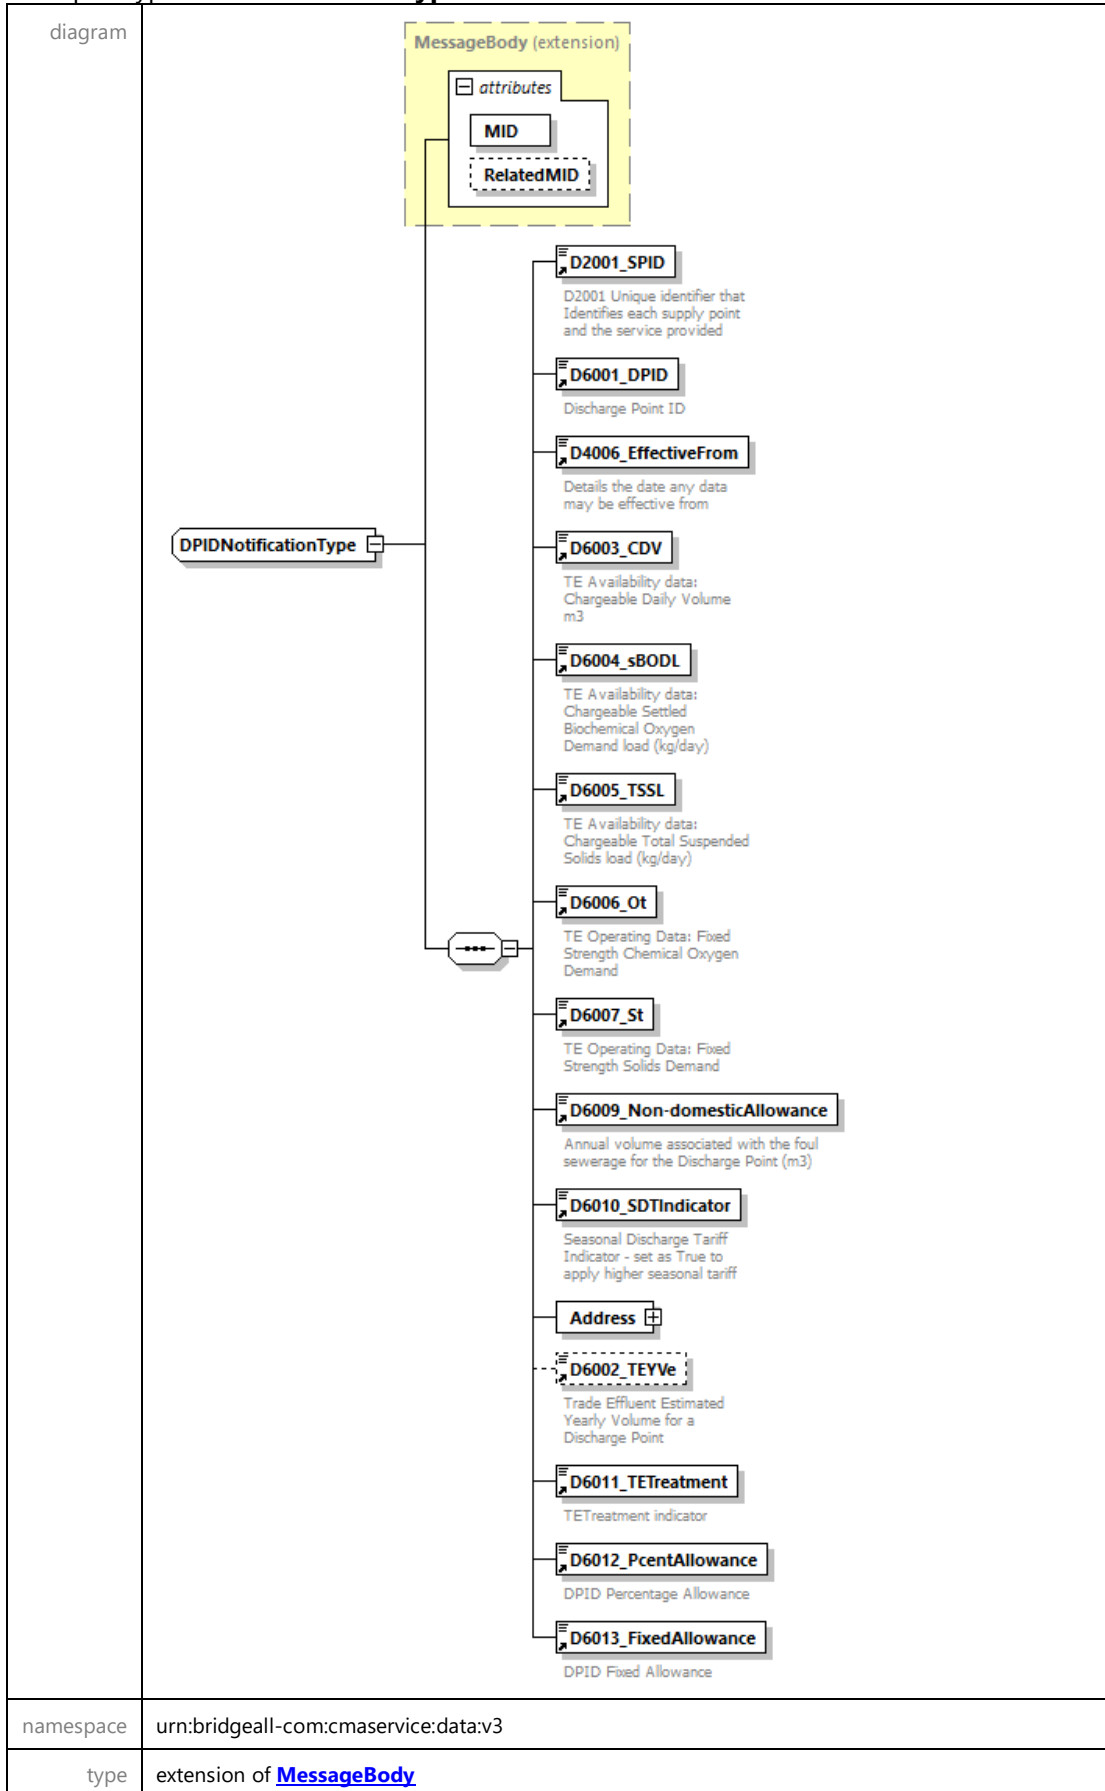 diagram
MessageBody (extension)
attributes
MID
RelatedMID
D2001_SPID
D2001 Unique identifier that
Identifies each supply point
and the service provided
D6001_DPID
Discharge Point ID
D4006_EffectiveFrom
Details the date any data
may be effective from
DPIDNotificationType
D6003_CDV
TE Availability data:
Chargeable Daily Volume
m3
D6004_sBODL
TE Availability data:
Chargeable Settled
Biochemical Oxygen
Demand load (kg/day)
D6005_TSSL
TE Availability data:
Chargeable Total Suspended
Solids load (kg/day)
D6006_Ot
TE Operating Data: Fixed
Strength Chemical Oxygen
Demand
D6007_St
TE Operating Data: Fixed
Strength Solids Demand
D6009_Non-domesticAllowance
Annual volume associated with the foul
sewerage for the Discharge Point (m3)
D6010_SDTIndicator
Seasonal Discharge Tariff
Indicator - set as True to
apply higher seasonal tariff
Address
D6002_TEYVe
Trade Effluent Estimated
Yearly Volume for a
Discharge Point
D6011_TETreatment
TETreatment indicator
D6012_PcentAllowance
DPID Percentage Allowance
D6013_FixedAllowance
DPID Fixed Allowance
namespace urn:bridgeall-com:cmaservice:data:v3
type extension of MessageBody